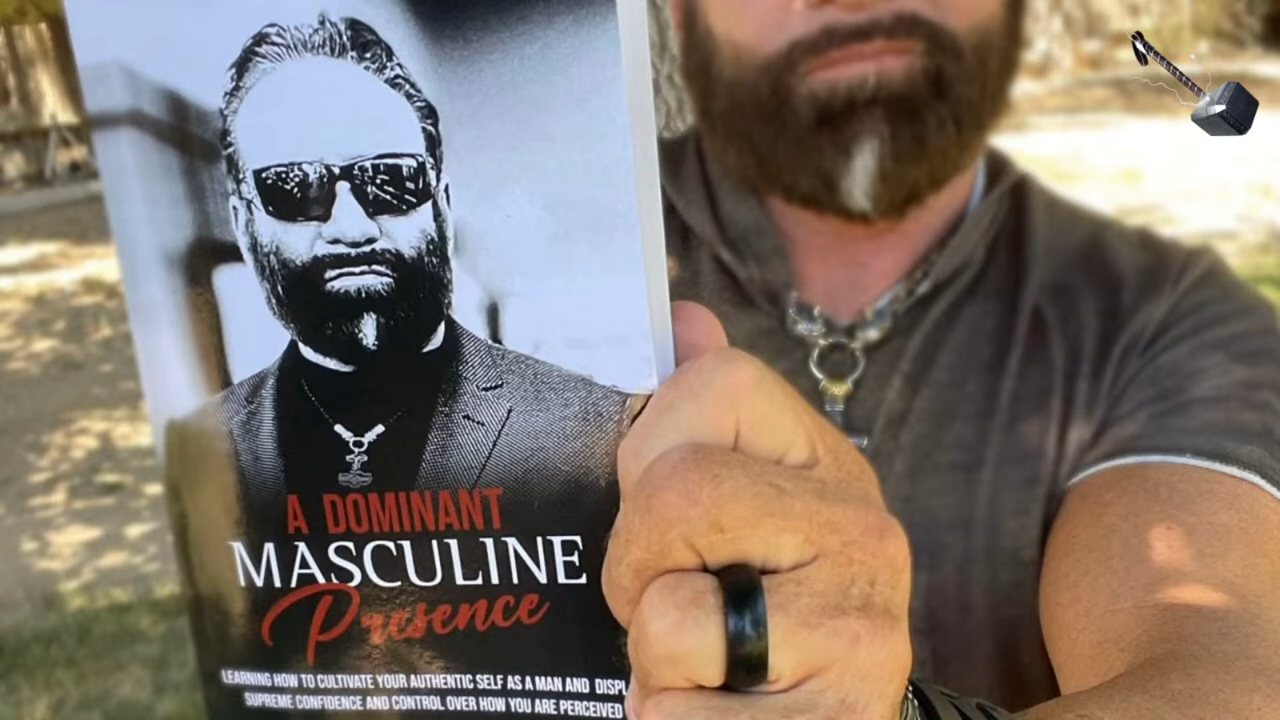 A DOMINANT
MASCULINE
Presence
LEARNING HOW TO CULTIVATE YOUR AUTHENTIC SELF AS A MAN AND DISPL
SUPREME CONFIDENCE AND CONTROL OVER HOW YOU ARE PERCEIVED